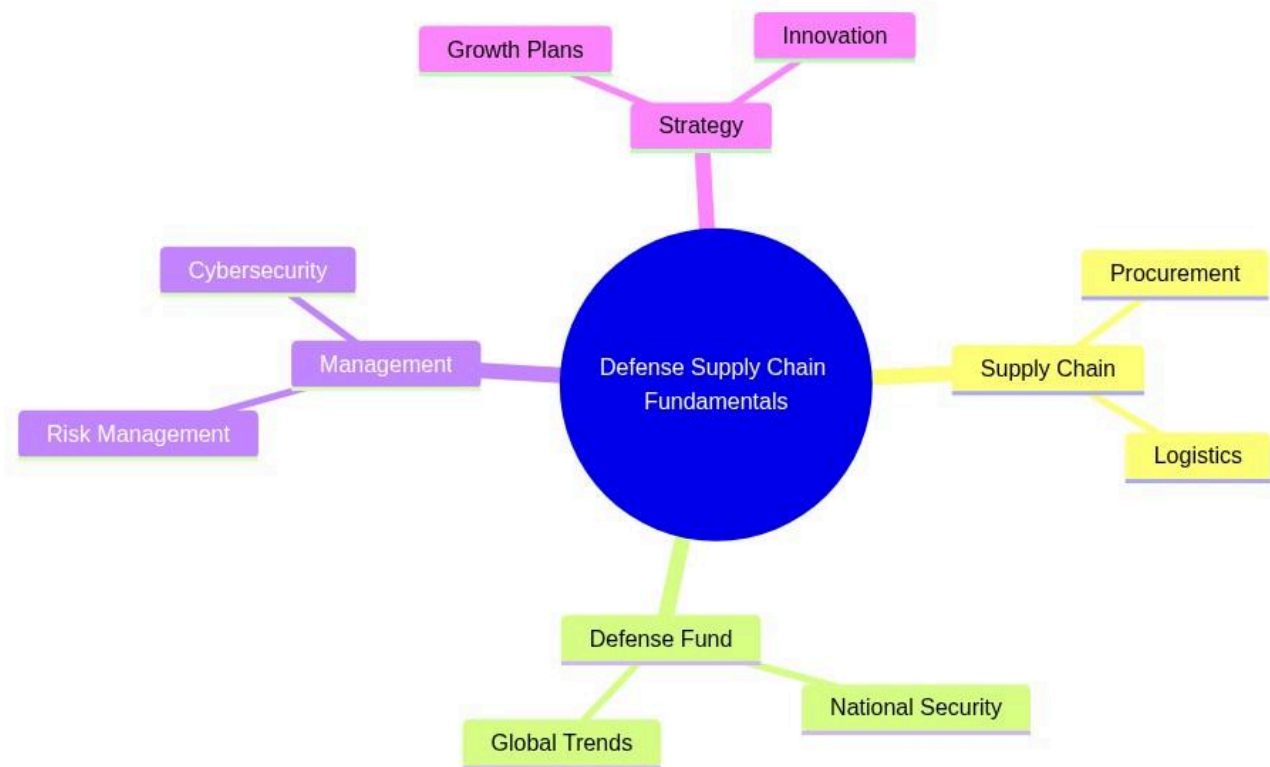 Growth Plans
Innovation
Strategy
Cybersecurity
Management
Risk Management
Defense Supply Chain
Fundamentals
Procurement
Supply Chain
Logistics
Defense Fund
National Security
Global Trends